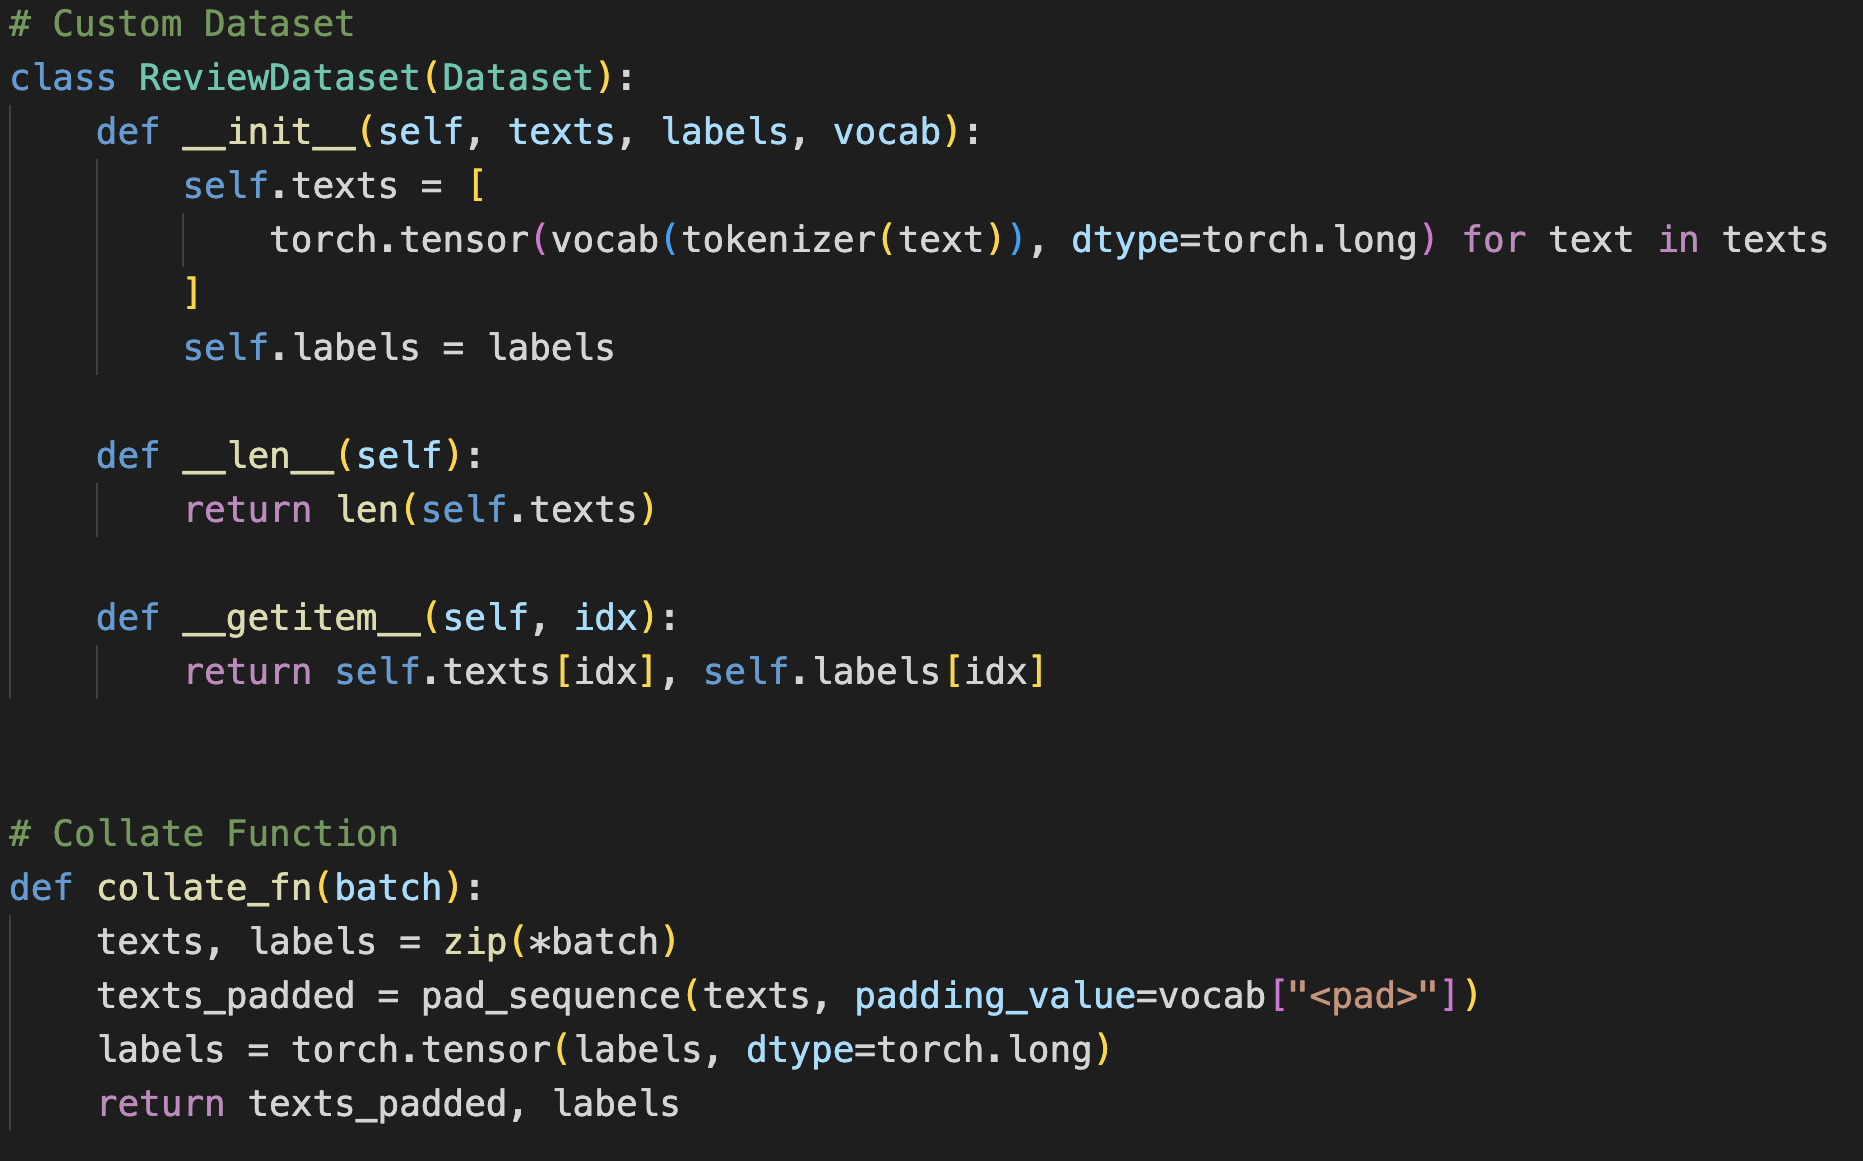 # Custom Dataset
class ReviewDataset(Dataset):
    def __init__(self, texts, labels, vocab):
        self.texts = [
            torch.tensor(vocab(tokenizer(text)), dtype=torch.long) for text in texts
        ]
        self.labels = labels

    def __len__(self):
        return len(self.texts)

    def __getitem__(self, idx):
        return self.texts[idx], self.labels[idx]


# Collate Function
def collate_fn(batch):
    texts, labels = zip(*batch)
    texts_padded = pad_sequence(texts, padding_value=vocab["<pad>"])
    labels = torch.tensor(labels, dtype=torch.long)
    return texts_padded, labels